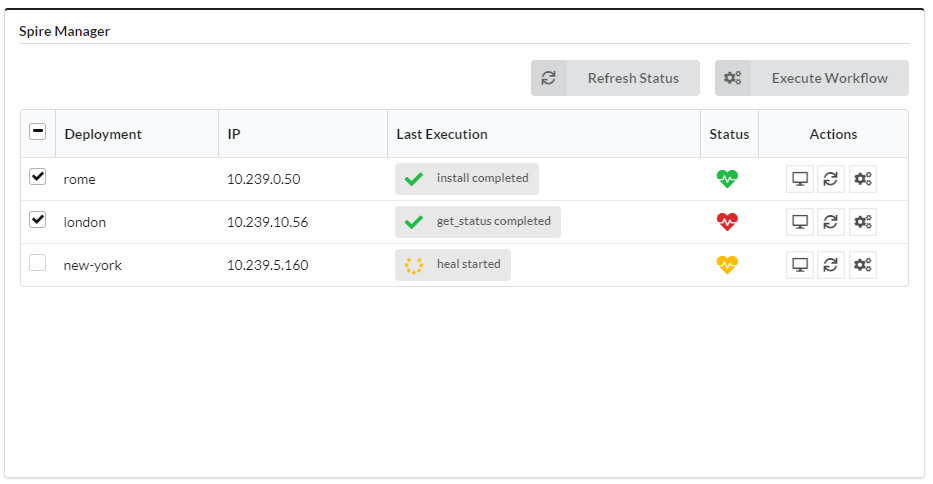 Spire Manager
Refresh Status Execute Workflow
Deployment IP Last Execution Status Actions
rome 10.239.0.50 install completed
london 10.239.10.56 get_status completed
new-york 10.239.5.160 heal started